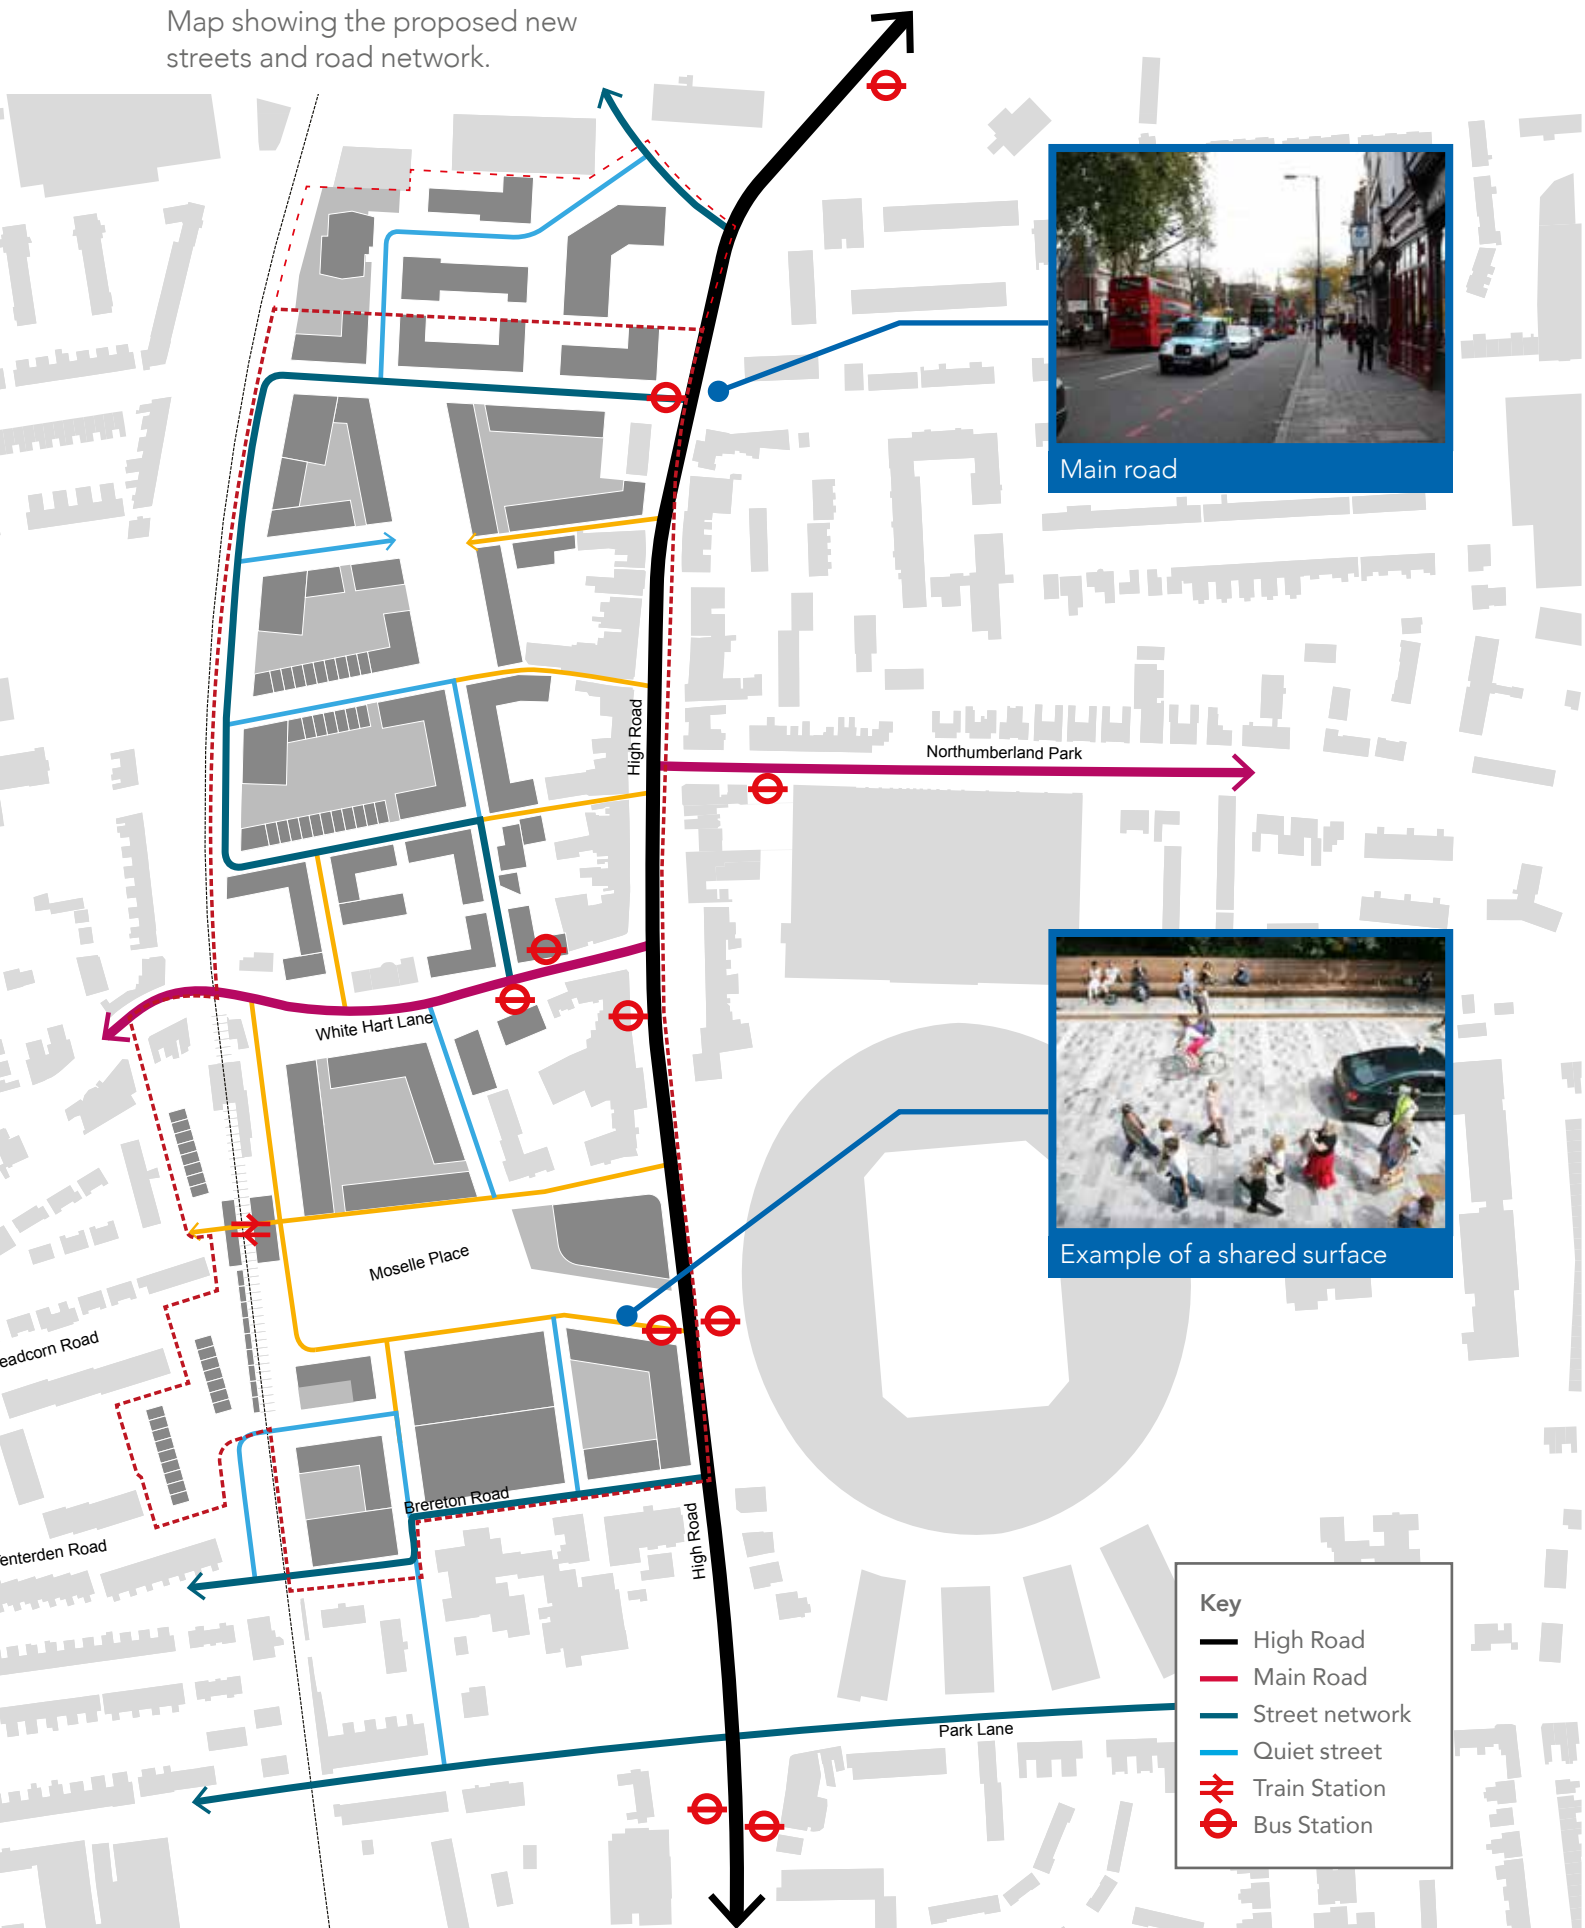 Map showing the proposed new
streets and road network.
Main road
High Road
Northumberland Park
White Hart Lane
Moselle Place
Example of a shared surface
eadcorn Road
Brereton Road
High Road
enterden Road
Park Lane
Key
High Road
Main Road
Street network
Quiet street
Train Station
Bus Station